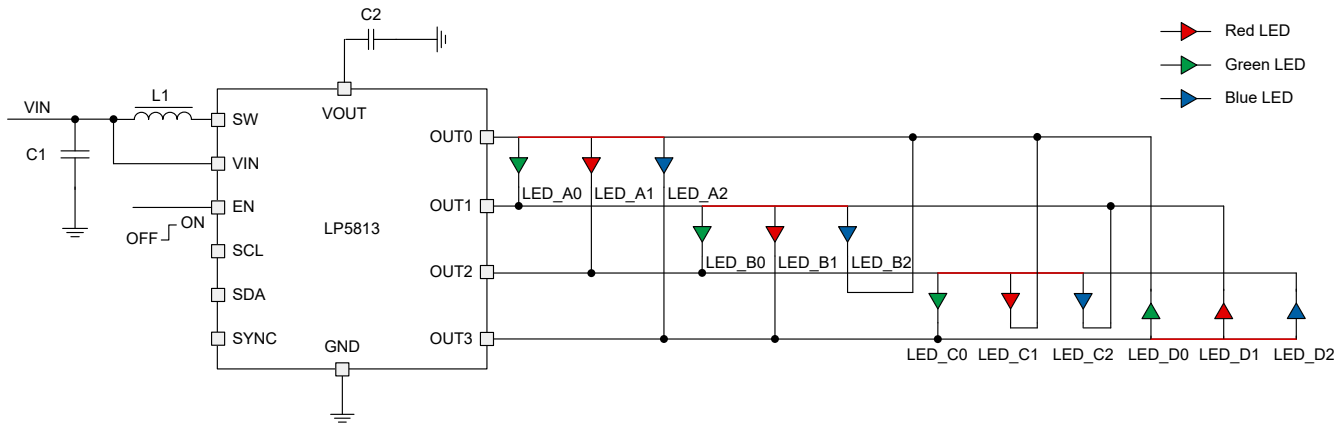 C2
Red LED
Green LED
Blue LED
VIN
L1
SW
VOUT
OUT0
C1
VIN
LED_A0
LED_A1
LED_A2
EN
OUT1
OFF
ON
LP5813
SCL
LED_B0
LED_B1
LED_B2
OUT2
SDA
SYNC
GND
OUT3
LED_C0
LED_C1
LED_C2
LED_D0
LED_D1
LED_D2